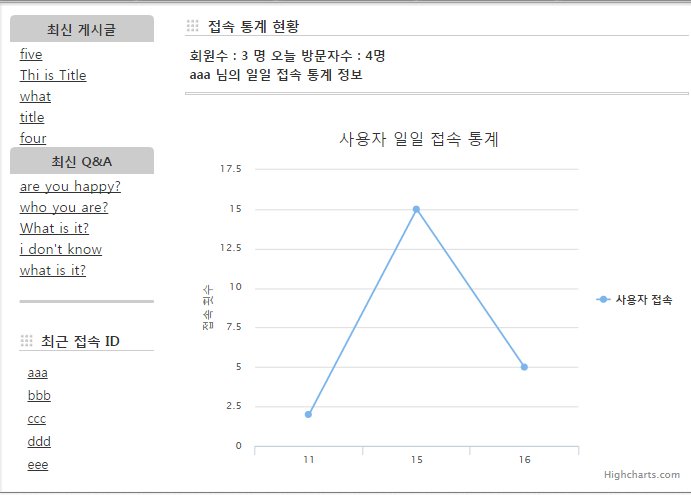 최신 게시글
five
Thi is Title
what
title
four
최신 Q&A
are you happy?
who you are?
What is it?
i don't know
what is it?
최근 접속 ID
aaa
bbb
ccc
ddd
eee
접속 통계 현황
회원수 : 3 명 오늘 방문자수 : 4명
aaa 님의 일일 접속 통계 정보
사용자 일일 접속 통계
17.5
15
12.5
10
7.5
5
2.5
0
접속 횟수
11
15
16
사용자 접속
Highcharts.com